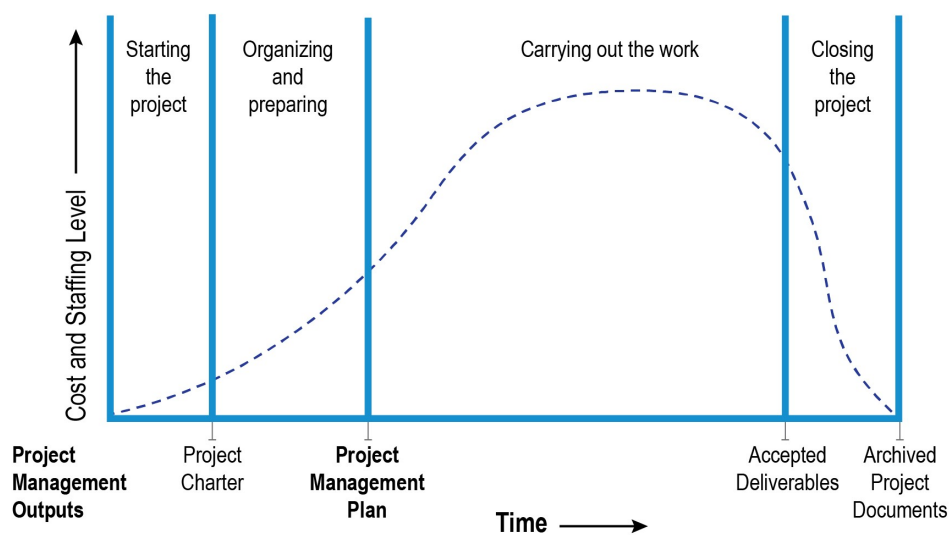 Starting
the
project
Organizing
and
preparing
Carrying out the work
Closing
the
project
Cost and Staffing Level
Project
Management
Outputs
Project
Charter
Project
Management
Plan
Accepted
Deliverables
Archived
Project
Documents
Time